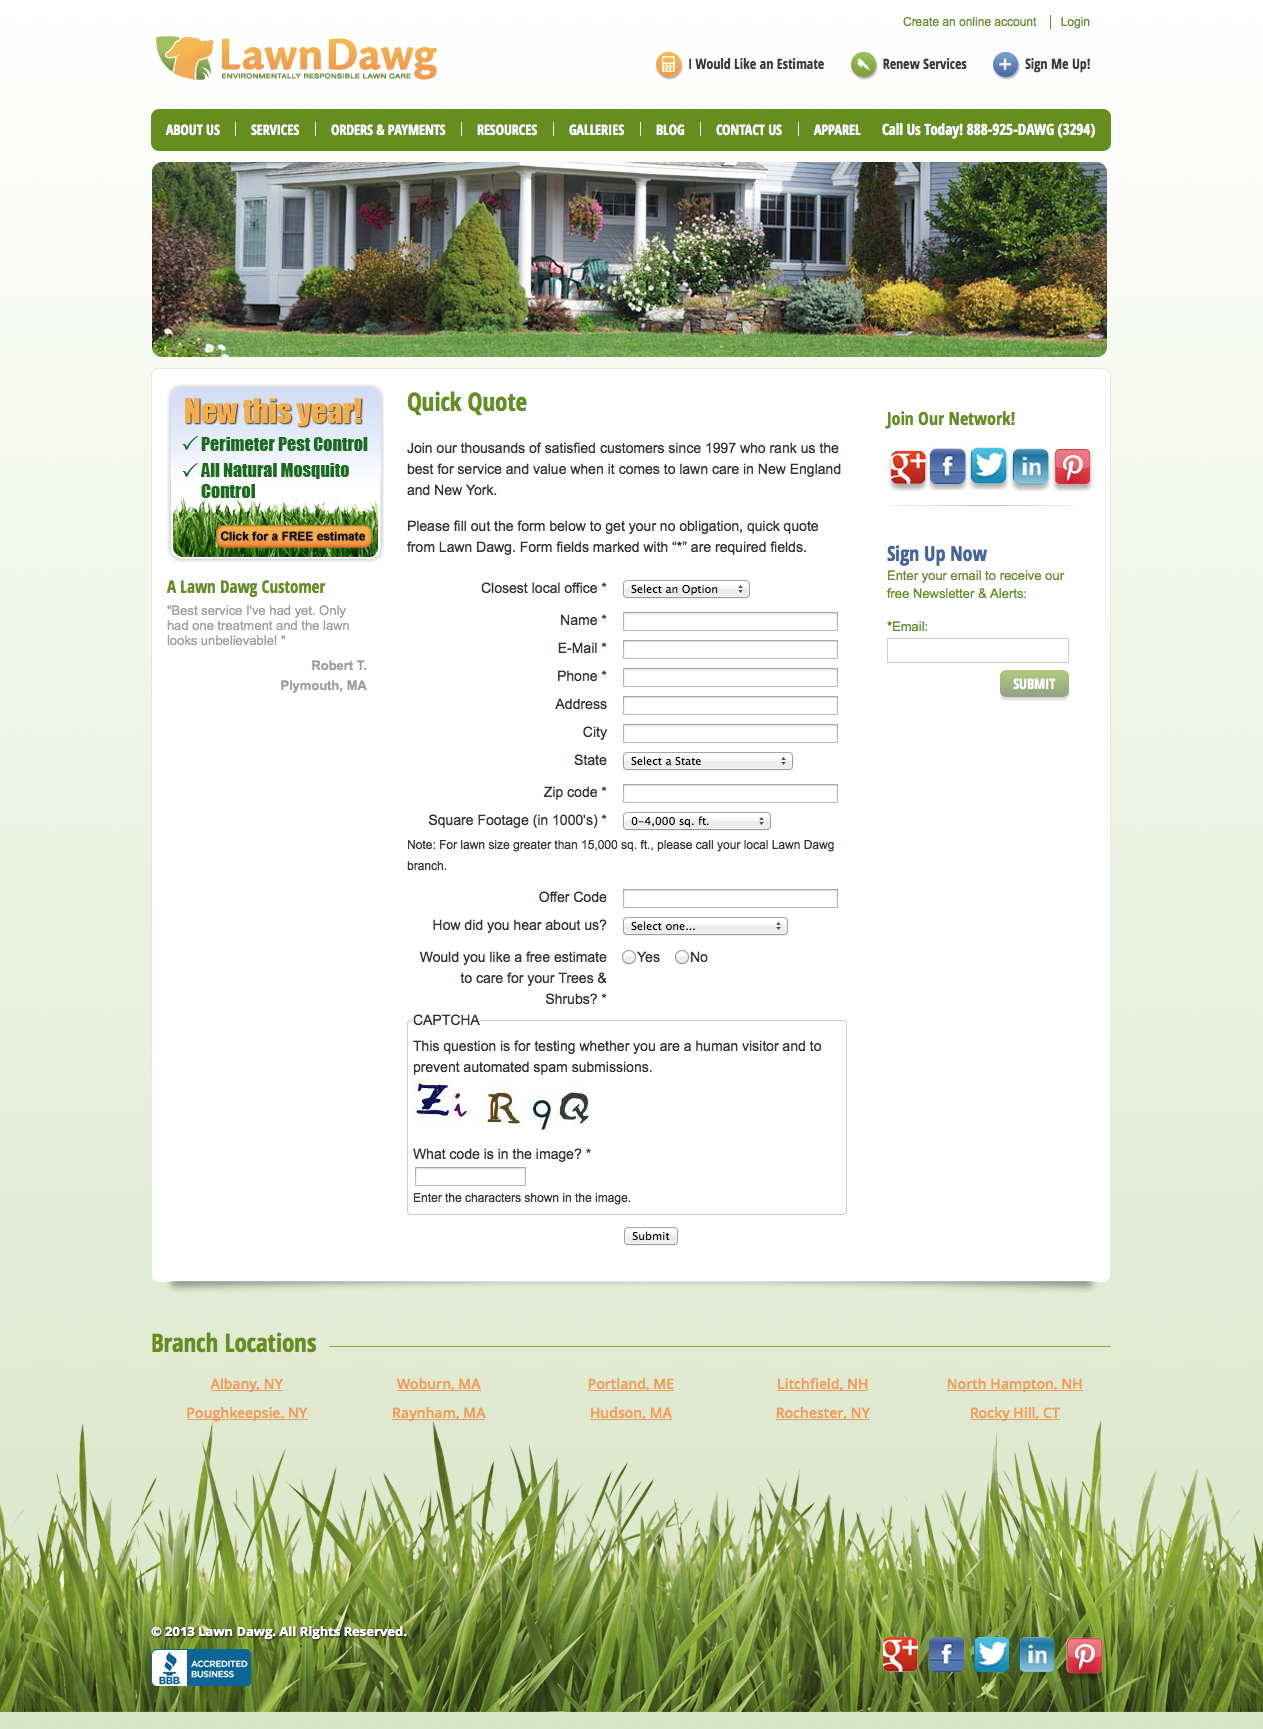 Create an online account
Login
LawnDawg
ENVIRONMENTALLY RESPONSIBLE LAWN CARE
I Would Like an Estimate
Renew Services
Sign Me Up!
ABOUT US
SERVICES
ORDERS & PAYMENTS
RESOURCES
GALLERIES
BLOG
CONTACT US
APPAREL
Call Us Today! 888-925-DAWG (3294)
New this year!
Perimeter Pest Control
All Natural Mosquito
Control
Click for a FREE estimate
A Lawn Dawg Customer
"Best service I've had yet. Only
had one treatment and the lawn
looks unbelievable! "
Robert T.
Plymouth, MA
Quick Quote
Join our thousands of satisfied customers since 1997 who rank us the
best for service and value when it comes to lawn care in New England
and New York.
Please fill out the form below to get your no obligation, quick quote
from Lawn Dawg. Form fields marked with “*” are required fields.
Closest local office * Select an Option
Name *
E-Mail *
Phone *
Address
City
State Select a State
Zip code *
Square Footage (in 1000's) * 0-4,000 sq. ft.
Note: For lawn size greater than 15,000 sq. ft., please call your local Lawn Dawg
branch.
Offer Code
How did you hear about us? Select one...
Would you like a free estimate Yes No
to care for your Trees &
Shrubs? *
CAPTCHA
This question is for testing whether you are a human visitor and to
prevent automated spam submissions.
Z i R 9 Q
What code is in the image? *
Enter the characters shown in the image.
Submit
Join Our Network!
g+ f in
Sign Up Now
Enter your email to receive our
free Newsletter & Alerts:
*Email:
SUBMIT
Branch Locations
Albany, NY
Woburn, MA
Portland, ME
Litchfield, NH
North Hampton, NH
Poughkeepsie, NY
Raynham, MA
Hudson, MA
Rochester, NY
Rocky Hill, CT
© 2013 Lawn Dawg. All Rights Reserved.
BBB
ACCREDITED
BUSINESS
g+ f in